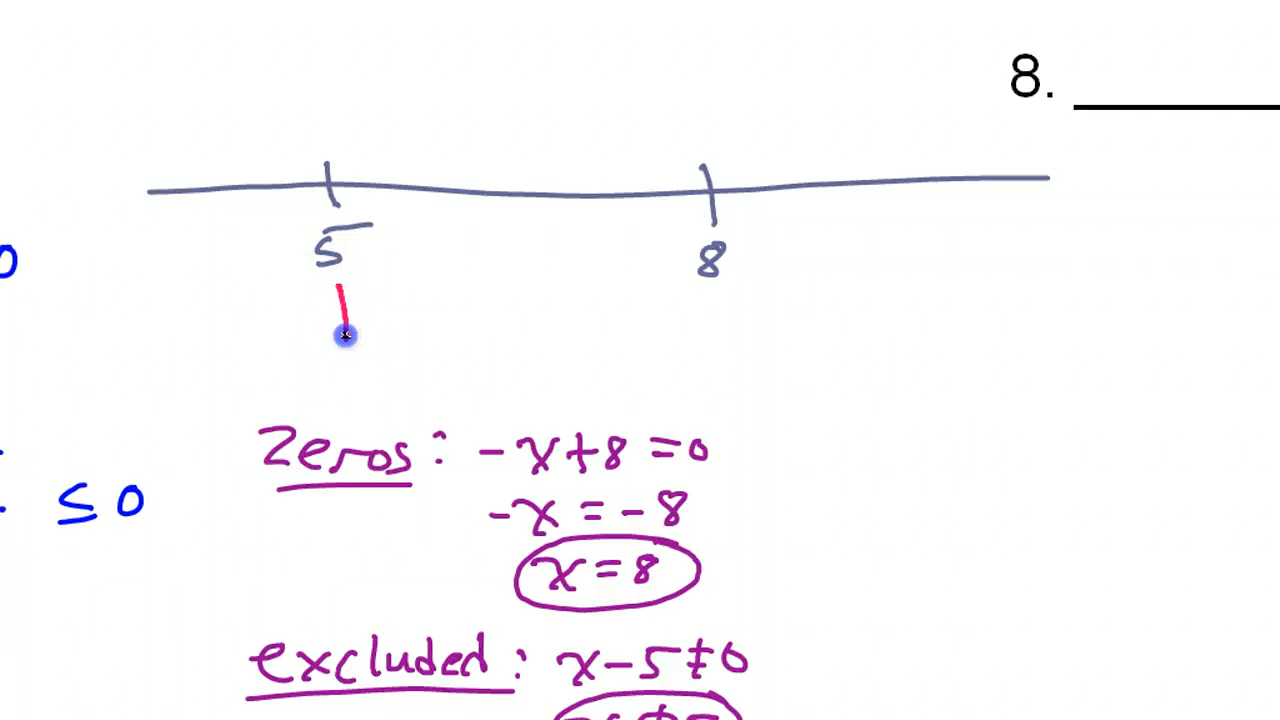 8.
5 8
0
Zeros: -x+8=0
≤0 -x=-8
x=8
excluded: x-5≠0